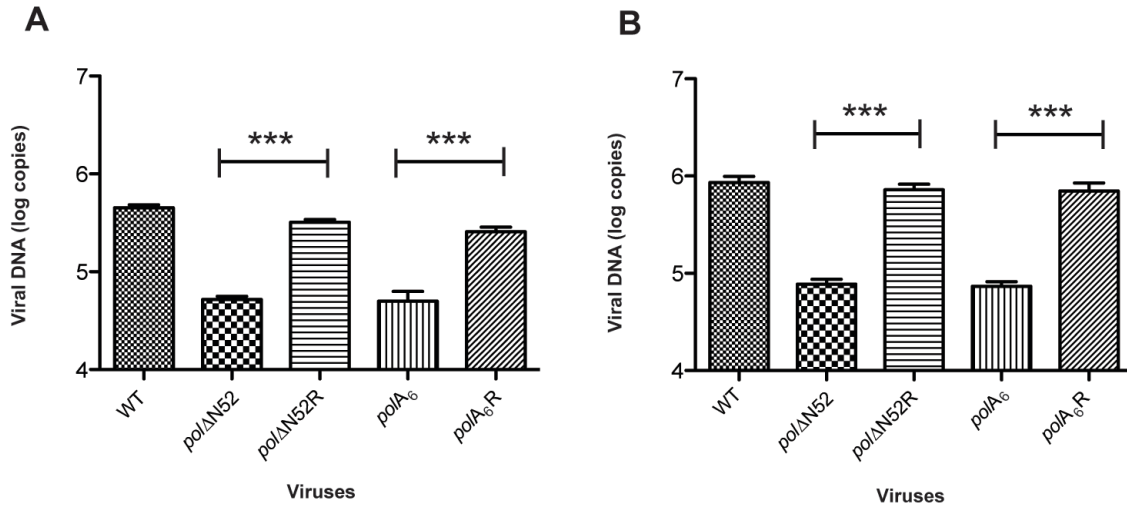 A
Viral DNA (log copies)
7
6
5
4
***
***
WT
polΔN52
polΔN52R
polA₆
polA₆R
Viruses
B
Viral DNA (log copies)
7
6
5
4
***
***
WT
polΔN52
polΔN52R
polA₆
polA₆R
Viruses